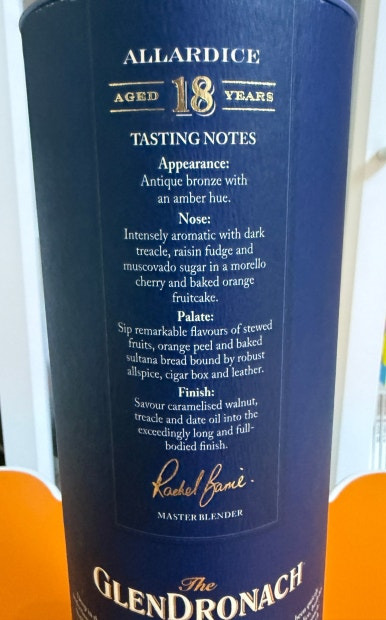 ALLARDICE
AGED 18 YEARS
TASTING NOTES
Appearance:
Antique bronze with
an amber hue.
Nose:
Intensely aromatic with dark
treacle, raisin fudge and
muscovado sugar in a morello
cherry and baked orange
fruitcake.
Palate:
Sip remarkable flavours of stewed
fruits, orange peel and baked
sultana bread bound by robust
allspice, cigar box and leather.
Finish:
Savour caramelised walnut,
treacle and date oil into the
exceedingly long and full-
bodied finish.
Rachel Barrie.
MASTER BLENDER
The
GLENDRONACH